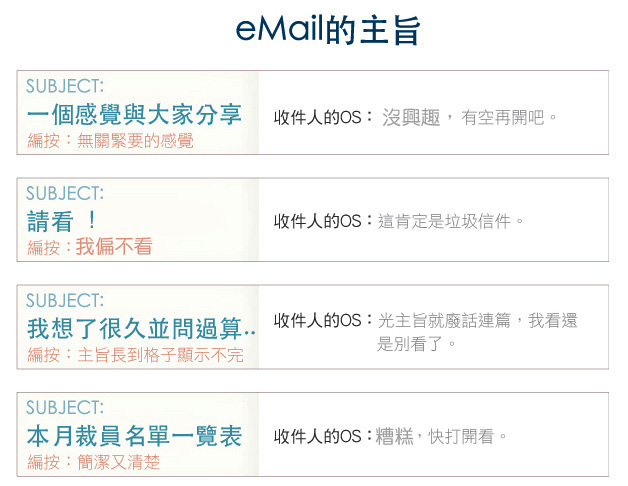 eMail的主旨
SUBJECT:
一個感覺與大家分享
編按：無關緊要的感覺
收件人的OS：沒興趣，有空再開吧。
SUBJECT:
請看！
編按：我偏不看
收件人的OS：這肯定是垃圾信件。
SUBJECT:
我想了很久並問過算..
編按：主旨長到格子顯示不完
收件人的OS：光主旨就廢話連篇，我看還
是別看了。
SUBJECT:
本月裁員名單一覽表
編按：簡潔又清楚
收件人的OS：糟糕，快打開看。